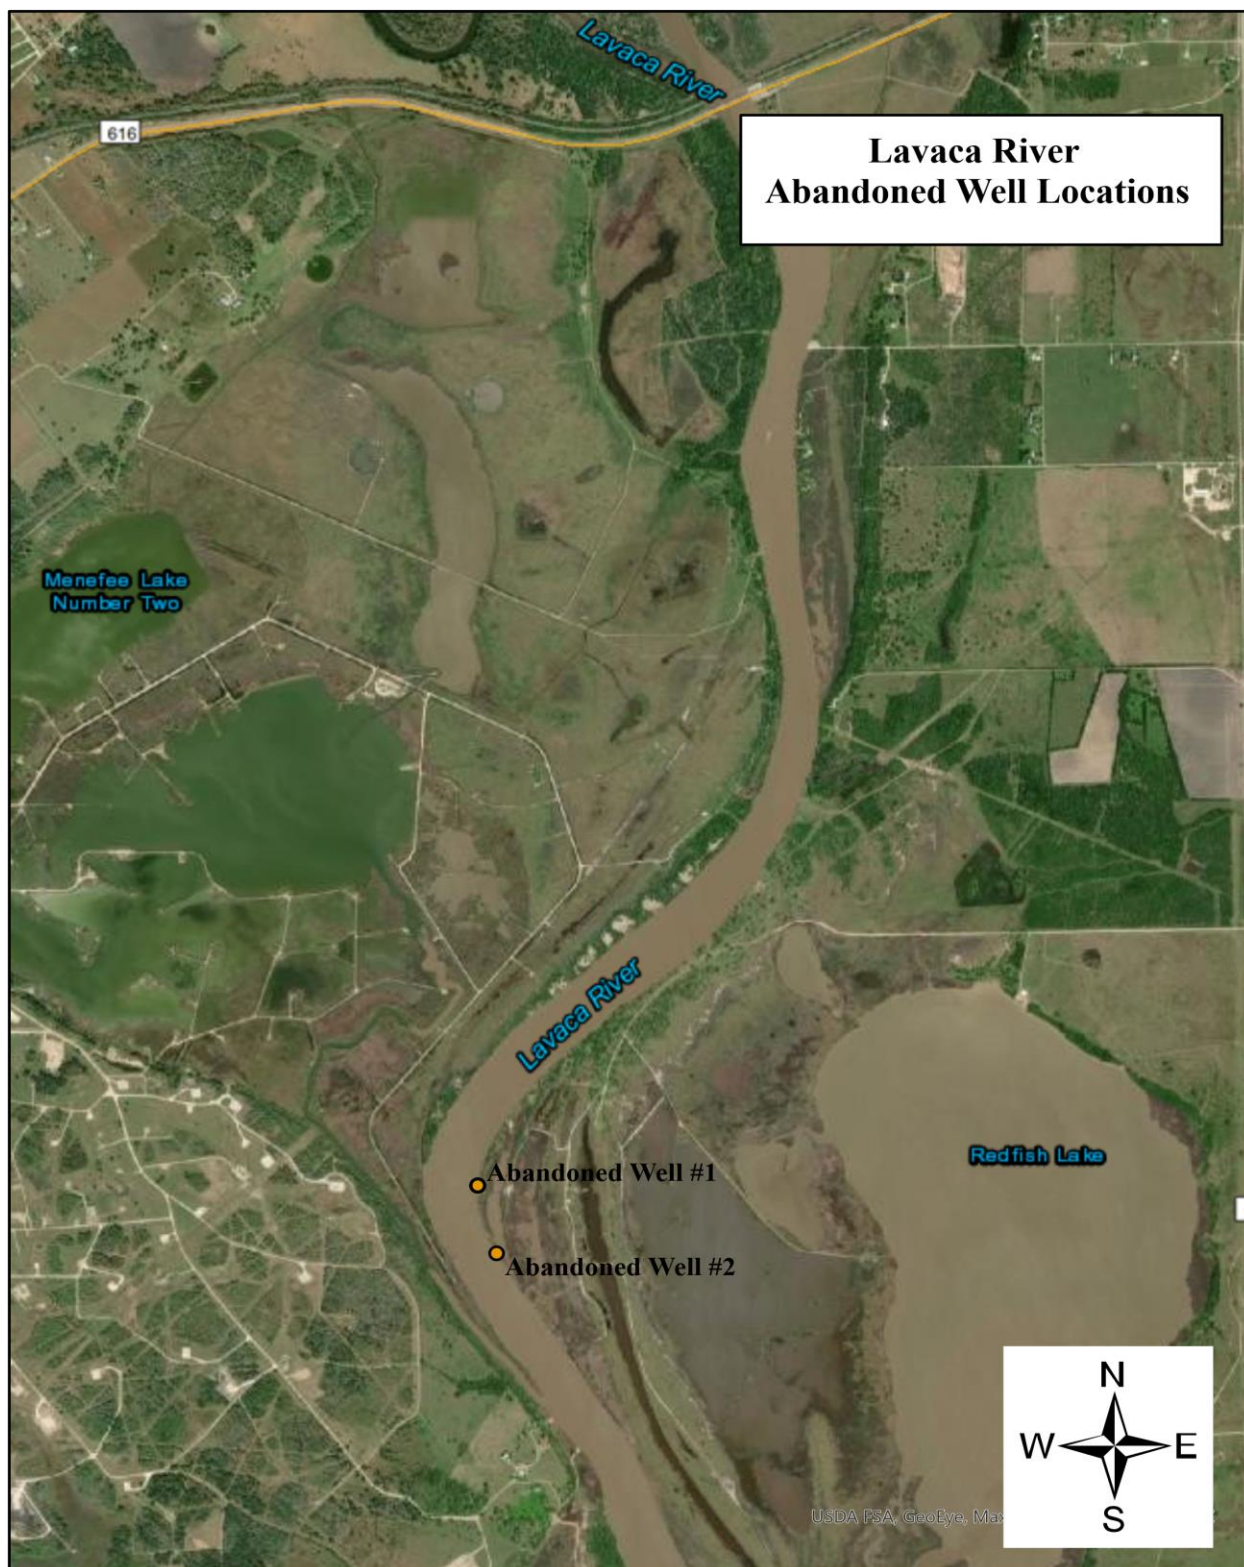 Lavaca River
616
Lavaca River
Abandoned Well Locations
Menefee Lake
Number Two
Lavaca River
Redfish Lake
Abandoned Well #1
Abandoned Well #2
N
W E
S
USDA FSA, GeoEye,